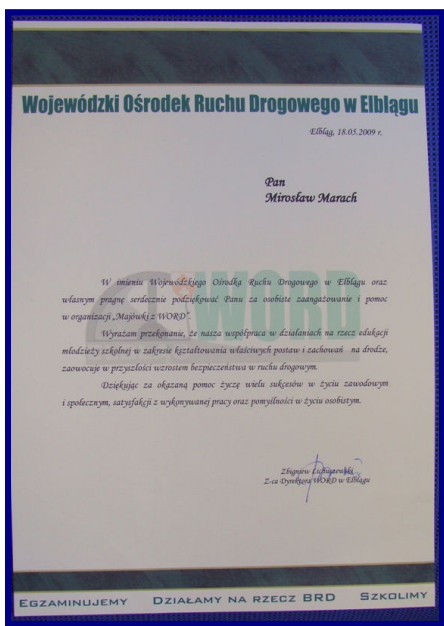 Wojewódzki Ośrodek Ruchu Drogowego w Elblągu
Elbląg, 18.05.2009 r.
Pan
Mirosław Marach
WORD
W imieniu Wojewódzkiego Ośrodka Ruchu Drogowego w Elblągu oraz
własnym pragnę serdecznie podziękować Panu za osobiste zaangażowanie i pomoc
w organizacji „Majówki z WORD”.
Wyrażam przekonanie, że nasza współpraca w działaniach na rzecz edukacji
młodzieży szkolnej w zakresie kształtowania właściwych postaw i zachowań na drodze,
zaowocuje w przyszłości wzrostem bezpieczeństwa w ruchu drogowym.
Dziękując za okazaną pomoc życzę wielu sukcesów w życiu zawodowym
i społecznym, satysfakcji z wykonywanej pracy oraz pomyślności w życiu osobistym.
Zbigniew
Z-ca Dyrektora WORD w Elblągu
EGZAMINUJEMY DZIAŁAMY NA RZECZ BRD SZKOLIMY